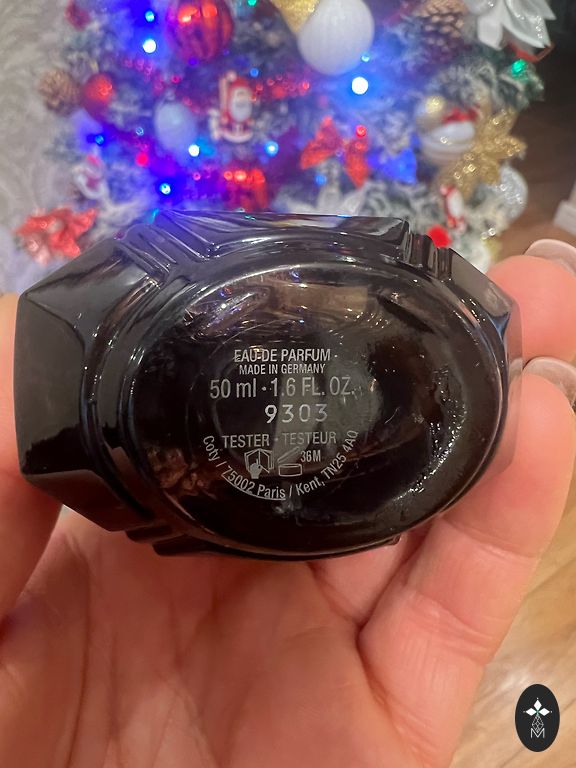 EAU DE PARFUM
MADE IN GERMANY
50 ml · 1.6 FL. OZ.
9303
TESTER - TESTEUR
36M
Coty / 75002 Paris / Kent, TN25 4AQ
M